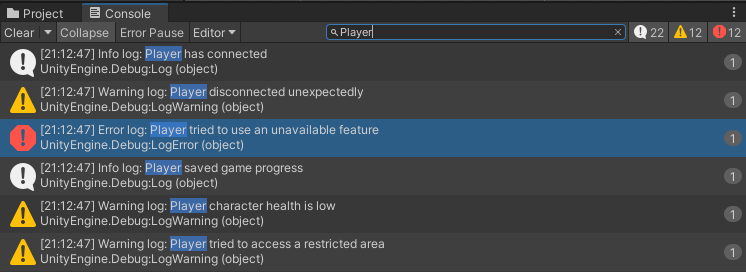 Project
Console
Clear
Collapse
Error Pause
Editor
Player
22
12
12
[21:12:47] Info log: Player has connected
UnityEngine.Debug:Log (object)
1
[21:12:47] Warning log: Player disconnected unexpectedly
UnityEngine.Debug:LogWarning (object)
1
[21:12:47] Error log: Player tried to use an unavailable feature
UnityEngine.Debug:LogError (object)
1
[21:12:47] Info log: Player saved game progress
UnityEngine.Debug:Log (object)
1
[21:12:47] Warning log: Player character health is low
UnityEngine.Debug:LogWarning (object)
1
[21:12:47] Warning log: Player tried to access a restricted area
UnityEngine.Debug:LogWarning (object)
1